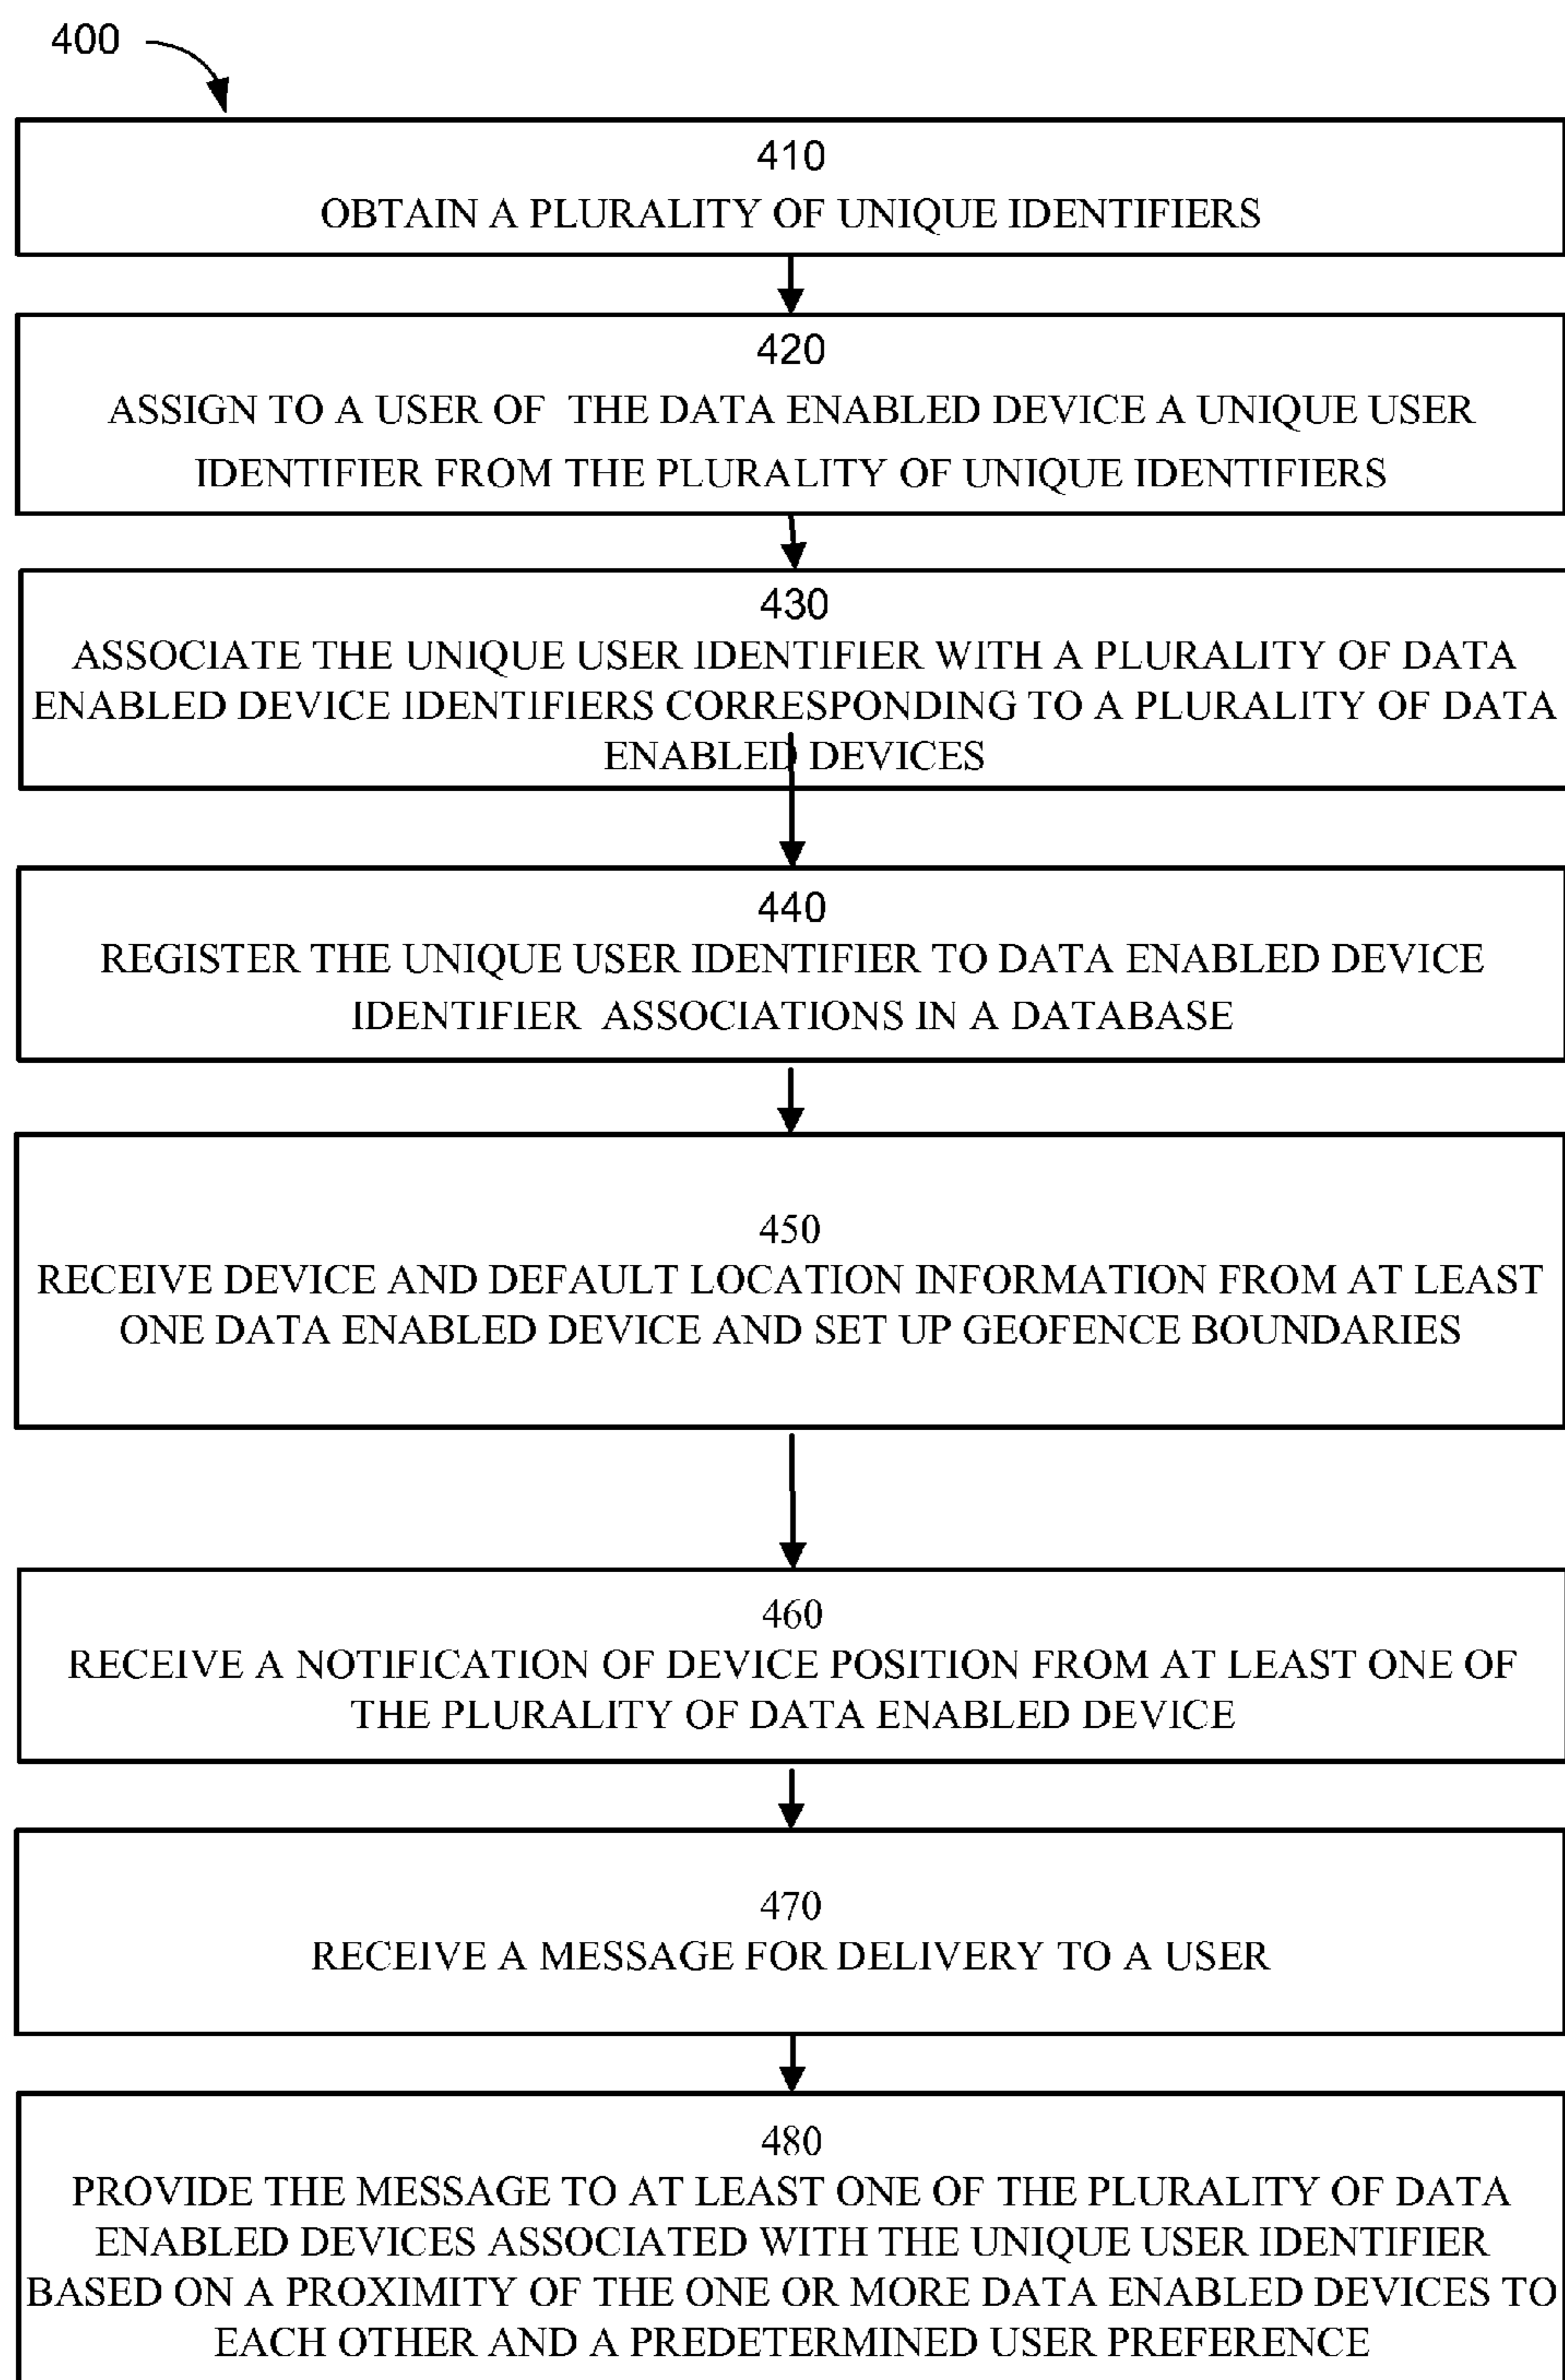 400
410
OBTAIN A PLURALITY OF UNIQUE IDENTIFIERS
420
ASSIGN TO A USER OF THE DATA ENABLED DEVICE A UNIQUE USER
IDENTIFIER FROM THE PLURALITY OF UNIQUE IDENTIFIERS
430
ASSOCIATE THE UNIQUE USER IDENTIFIER WITH A PLURALITY OF DATA
ENABLED DEVICE IDENTIFIERS CORRESPONDING TO A PLURALITY OF DATA
ENABLED DEVICES
440
REGISTER THE UNIQUE USER IDENTIFIER TO DATA ENABLED DEVICE
IDENTIFIER ASSOCIATIONS IN A DATABASE
450
RECEIVE DEVICE AND DEFAULT LOCATION INFORMATION FROM AT LEAST
ONE DATA ENABLED DEVICE AND SET UP GEOFENCE BOUNDARIES
460
RECEIVE A NOTIFICATION OF DEVICE POSITION FROM AT LEAST ONE OF
THE PLURALITY OF DATA ENABLED DEVICE
470
RECEIVE A MESSAGE FOR DELIVERY TO A USER
480
PROVIDE THE MESSAGE TO AT LEAST ONE OF THE PLURALITY OF DATA
ENABLED DEVICES ASSOCIATED WITH THE UNIQUE USER IDENTIFIER
BASED ON A PROXIMITY OF THE ONE OR MORE DATA ENABLED DEVICES TO
EACH OTHER AND A PREDETERMINED USER PREFERENCE